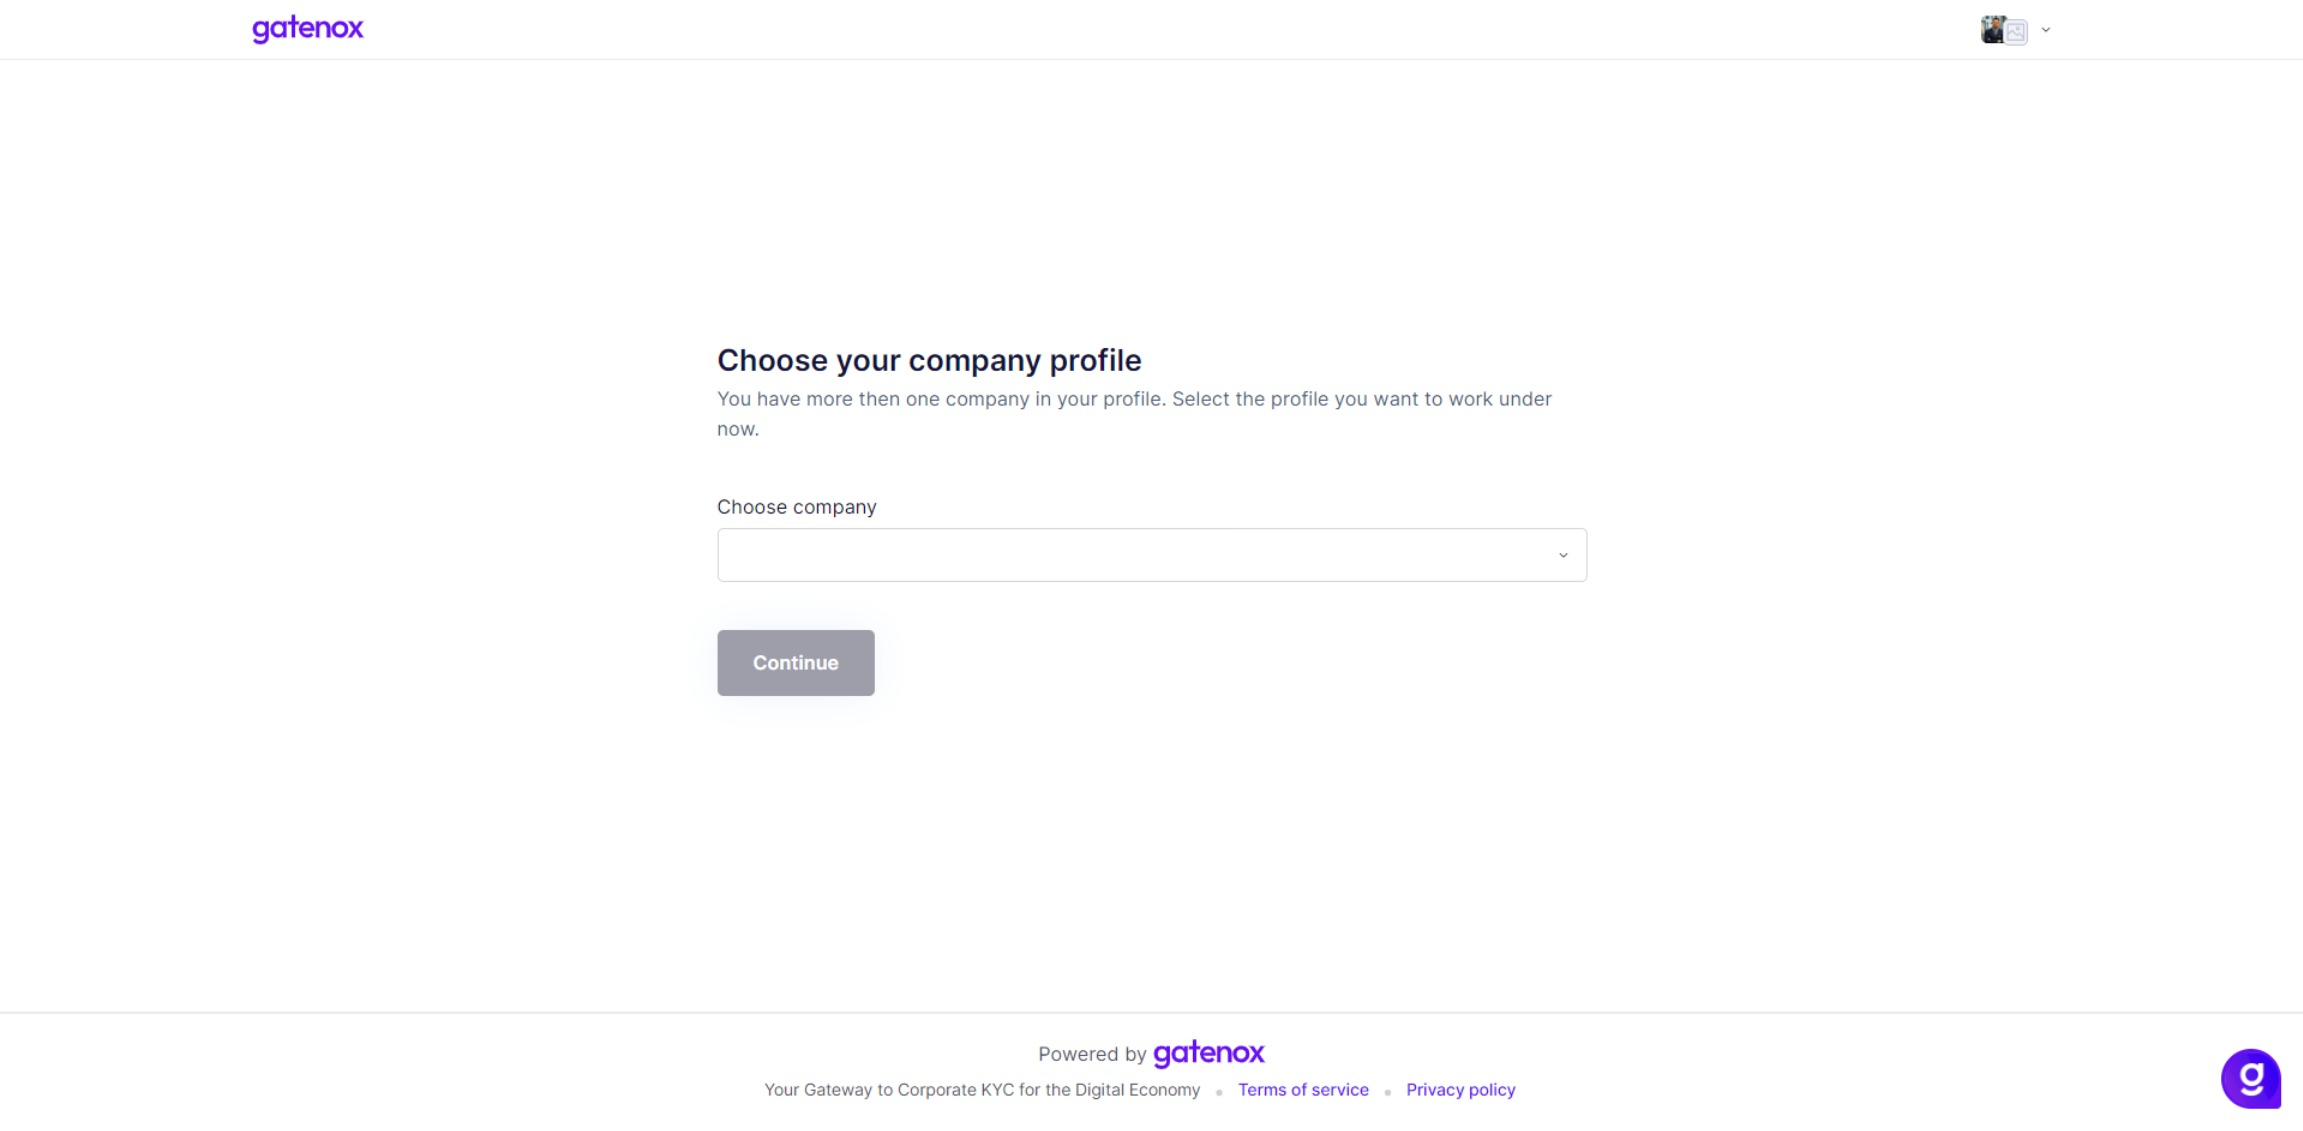 gatenox
Choose your company profile
You have more then one company in your profile. Select the profile you want to work under
now.
Choose company
Continue
Powered by gatenox
Your Gateway to Corporate KYC for the Digital Economy • Terms of service • Privacy policy
g